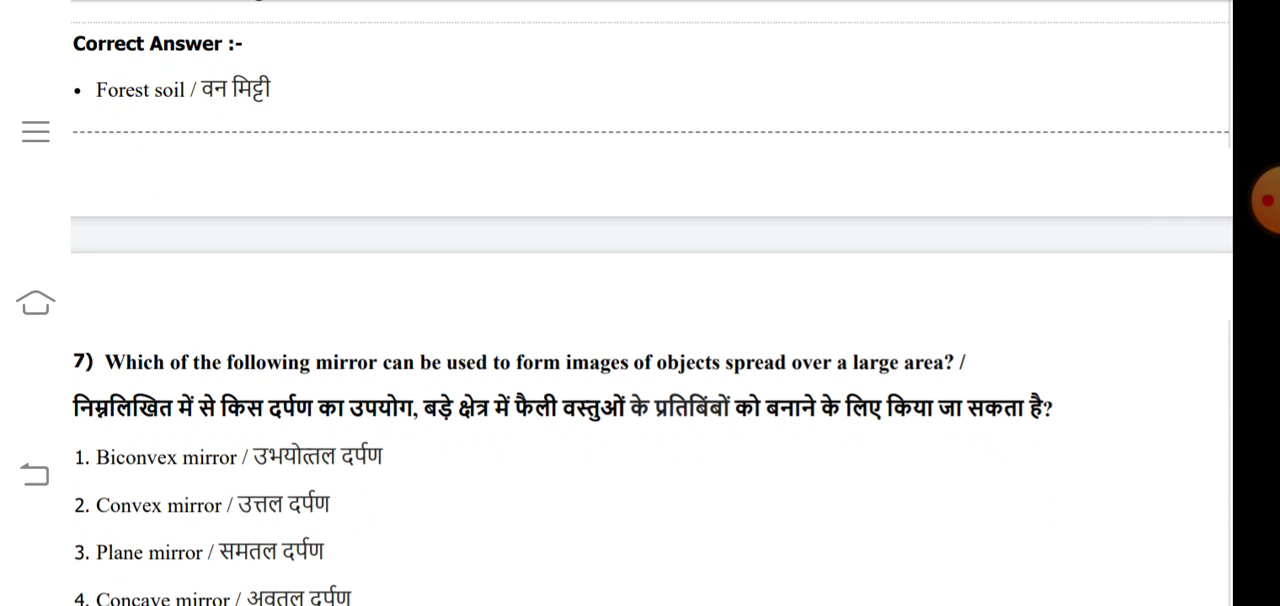 Correct Answer :-
• Forest soil / वन मिट्टी
7) Which of the following mirror can be used to form images of objects spread over a large area? /
निम्नलिखित में से किस दर्पण का उपयोग, बड़े क्षेत्र में फैली वस्तुओं के प्रतिबिंबों को बनाने के लिए किया जा सकता है?
1. Biconvex mirror / उभयोत्तल दर्पण
2. Convex mirror / उत्तल दर्पण
3. Plane mirror / समतल दर्पण
4. Concave mirror / अवतल दर्पण